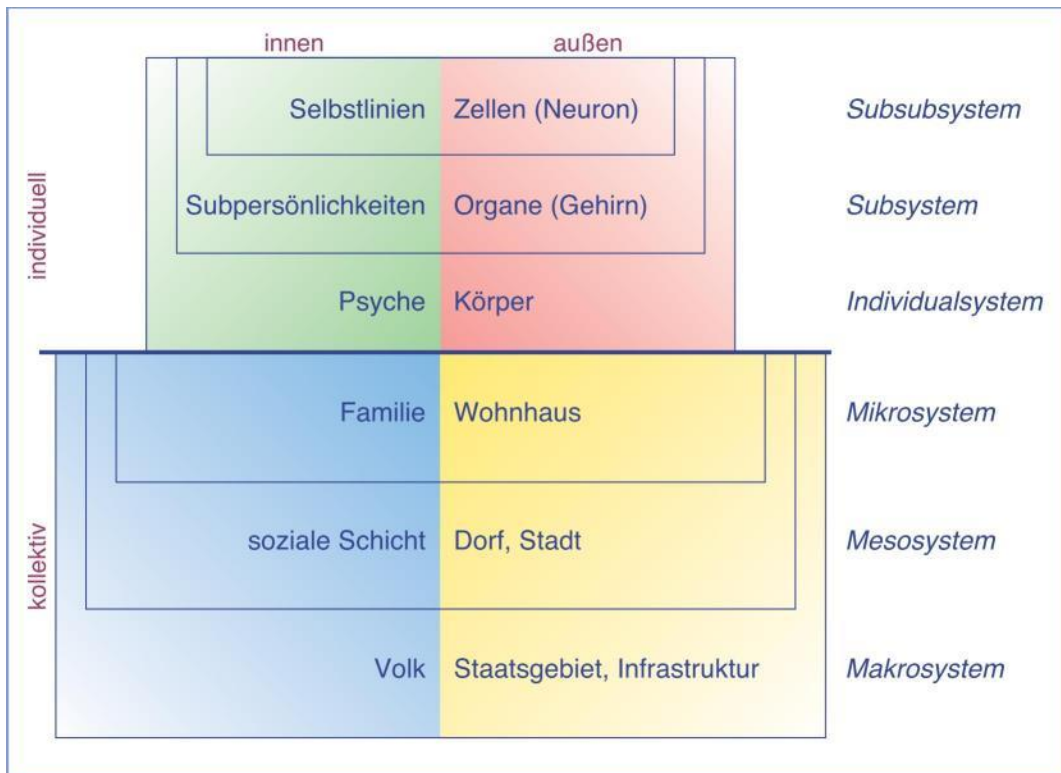 innen außen
individuell
Selbstlinien Zellen (Neuron) Subsubsystem
Subpersönlichkeiten Organe (Gehirn) Subsystem
Psyche Körper Individualsystem
kollektiv
Familie Wohnhaus Mikrosystem
soziale Schicht Dorf, Stadt Mesosystem
Volk Staatsgebiet, Infrastruktur Makrosystem